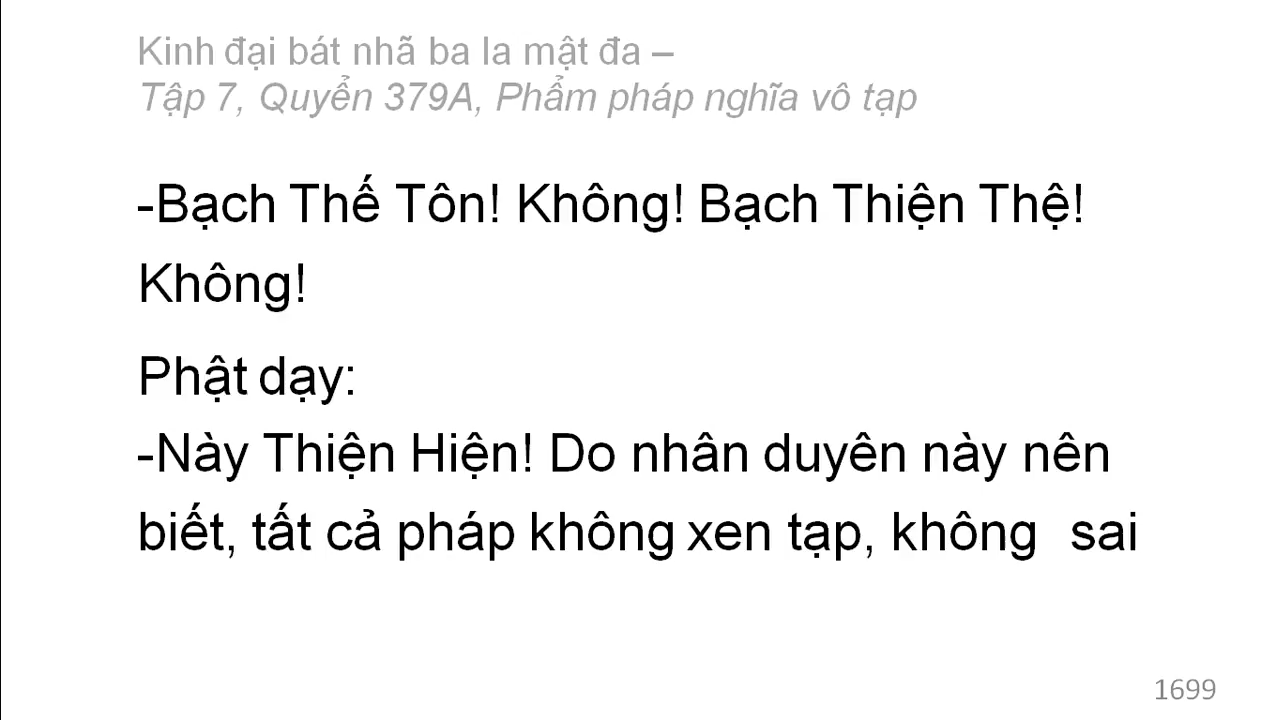 Kinh đại bát nhã ba la mật đa –
Tập 7, Quyển 379A, Phẩm pháp nghĩa vô tạp
-Bạch Thế Tôn! Không! Bạch Thiện Thệ!
Không!
Phật dạy:
-Này Thiện Hiện! Do nhân duyên này nên
biết, tất cả pháp không xen tạp, không sai
1699